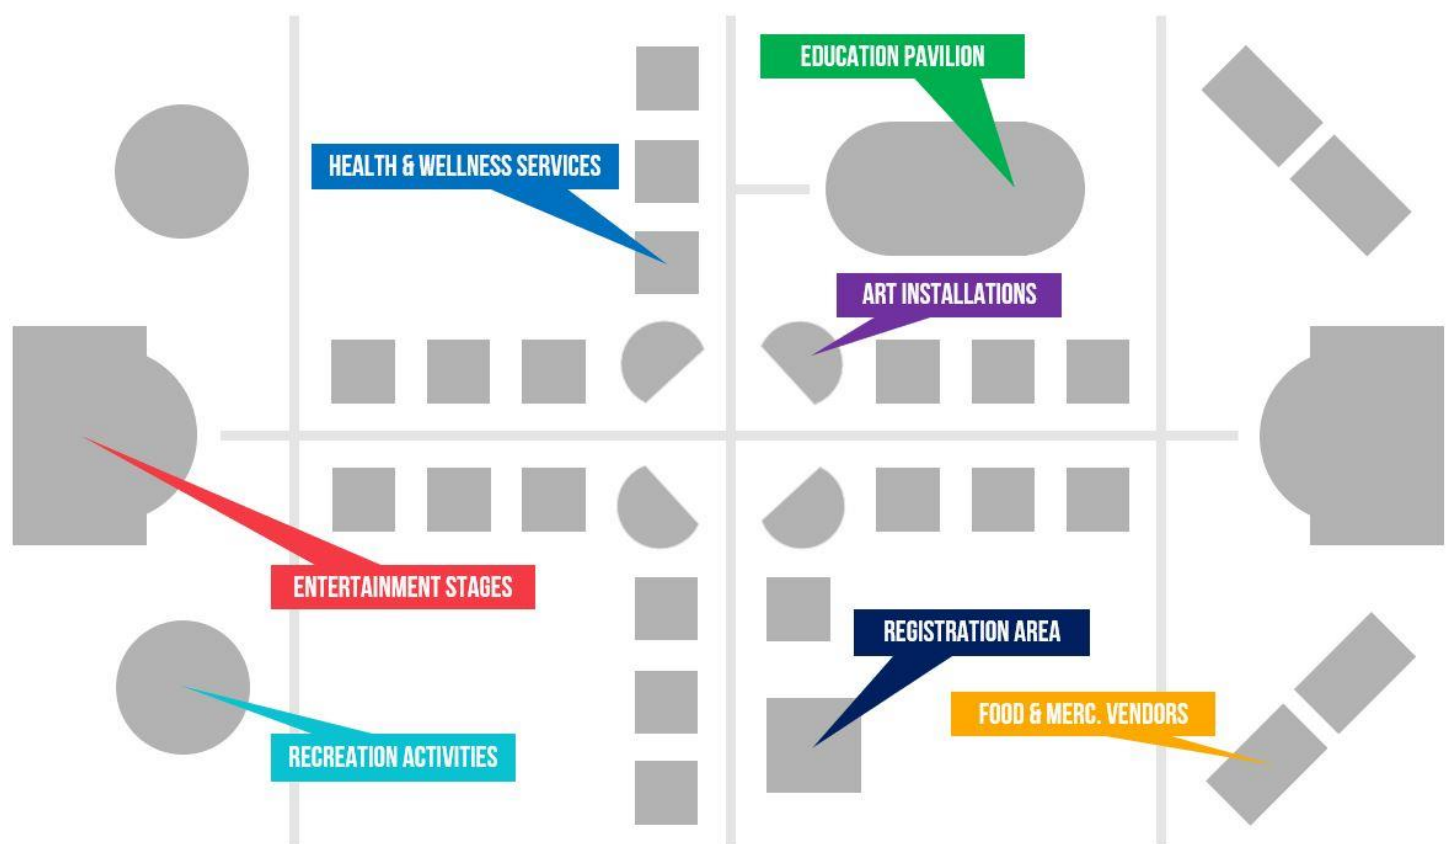 EDUCATION PAVILION
HEALTH & WELLNESS SERVICES
ART INSTALLATIONS
ENTERTAINMENT STAGES
REGISTRATION AREA
FOOD & MERC. VENDORS
RECREATION ACTIVITIES